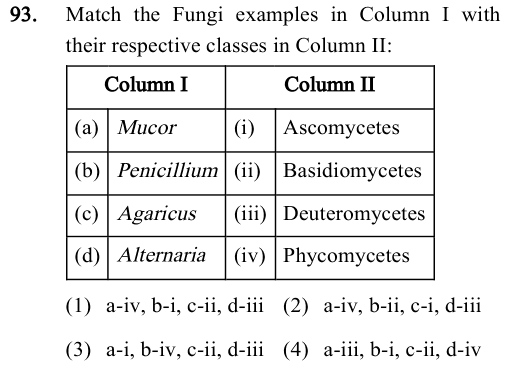 93. Match the Fungi examples in Column I with
their respective classes in Column II:
Column I Column II
(a) Mucor (i) Ascomycetes
(b) Penicillium (ii) Basidiomycetes
(c) Agaricus (iii) Deuteromycetes
(d) Alternaria (iv) Phycomycetes
(1) a-iv, b-i, c-ii, d-iii (2) a-iv, b-ii, c-i, d-iii
(3) a-i, b-iv, c-ii, d-iii (4) a-iii, b-i, c-ii, d-iv